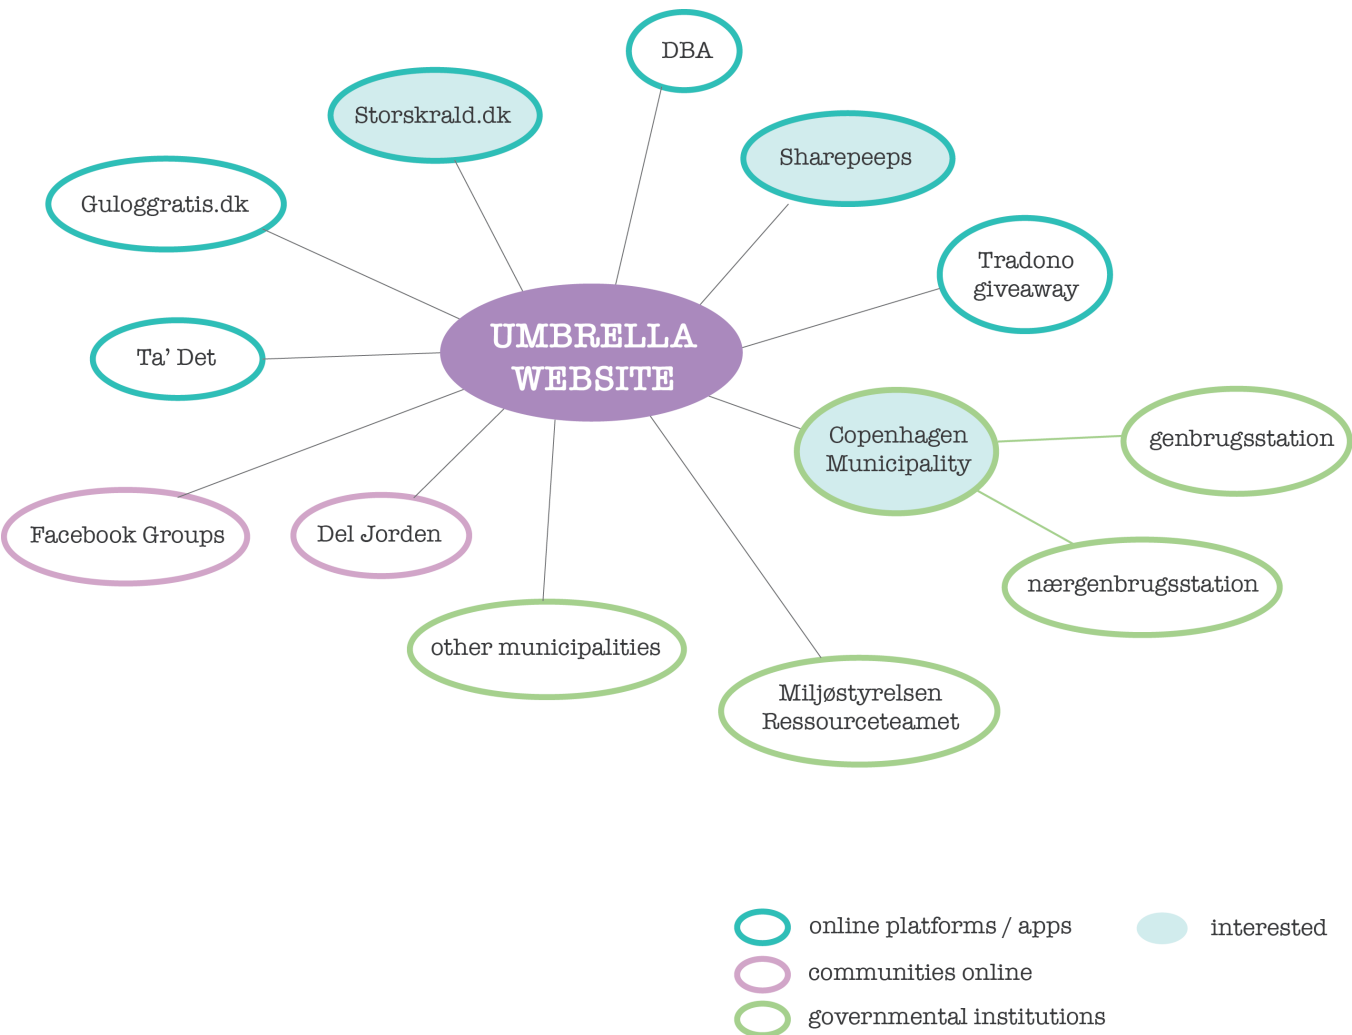 DBA
Storskrald.dk
Sharepeeps
Guloggratis.dk
Tradono
giveaway
UMBRELLA
WEBSITE
Ta’ Det
Copenhagen
Municipality
genbrugsstation
Facebook Groups
Del Jorden
nærgenbrugsstation
other municipalities
Miljøstyrelsen
Ressourceteamet
online platforms / apps
interested
communities online
governmental institutions